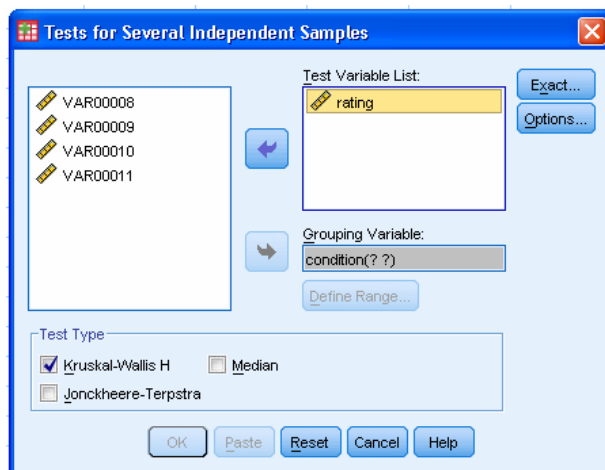 Tests for Several Independent Samples
VAR00008
VAR00009
VAR00010
VAR00011
Test Variable List:
rating
Exact...
Options...
Grouping Variable:
condition(? ?)
Define Range...
Test Type
Kruskal-Wallis H
Median
Jonckheere-Terpstra
OK
Paste
Reset
Cancel
Help